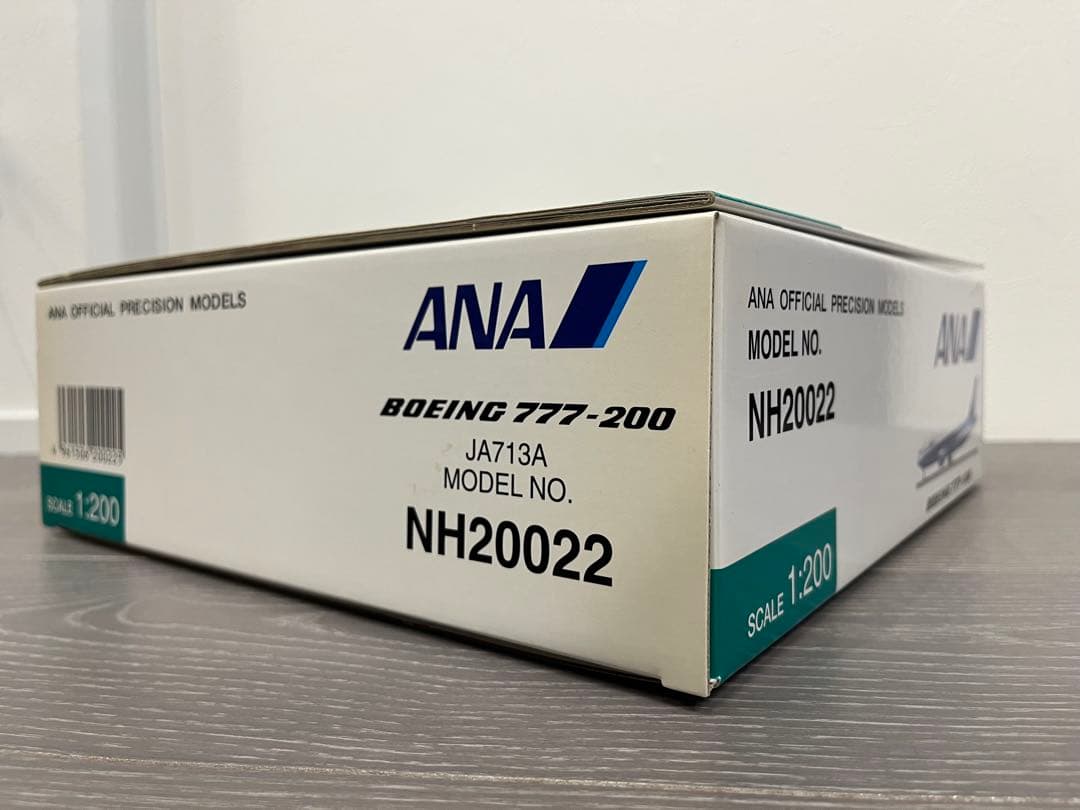 ANA OFFICIAL PRECISION MODELS
ANA
BOEING 777-200
JA713A
MODEL NO.
NH20022
SCALE 1:200
ANA OFFICIAL PRECISION MODELS
MODEL NO.
NH20022
ANA
SCALE 1:200